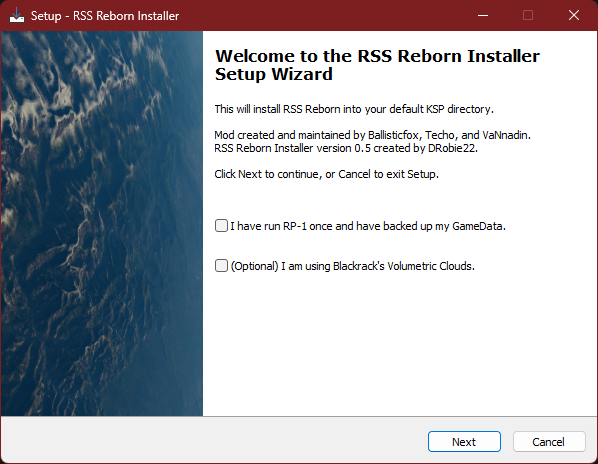 Setup - RSS Reborn Installer
Welcome to the RSS Reborn Installer
Setup Wizard
This will install RSS Reborn into your default KSP directory.
Mod created and maintained by Ballisticfox, Techo, and VaNnadin.
RSS Reborn Installer version 0.5 created by DRobie22.
Click Next to continue, or Cancel to exit Setup.
I have run RP-1 once and have backed up my GameData.
(Optional) I am using Blackrack's Volumetric Clouds.
Next
Cancel